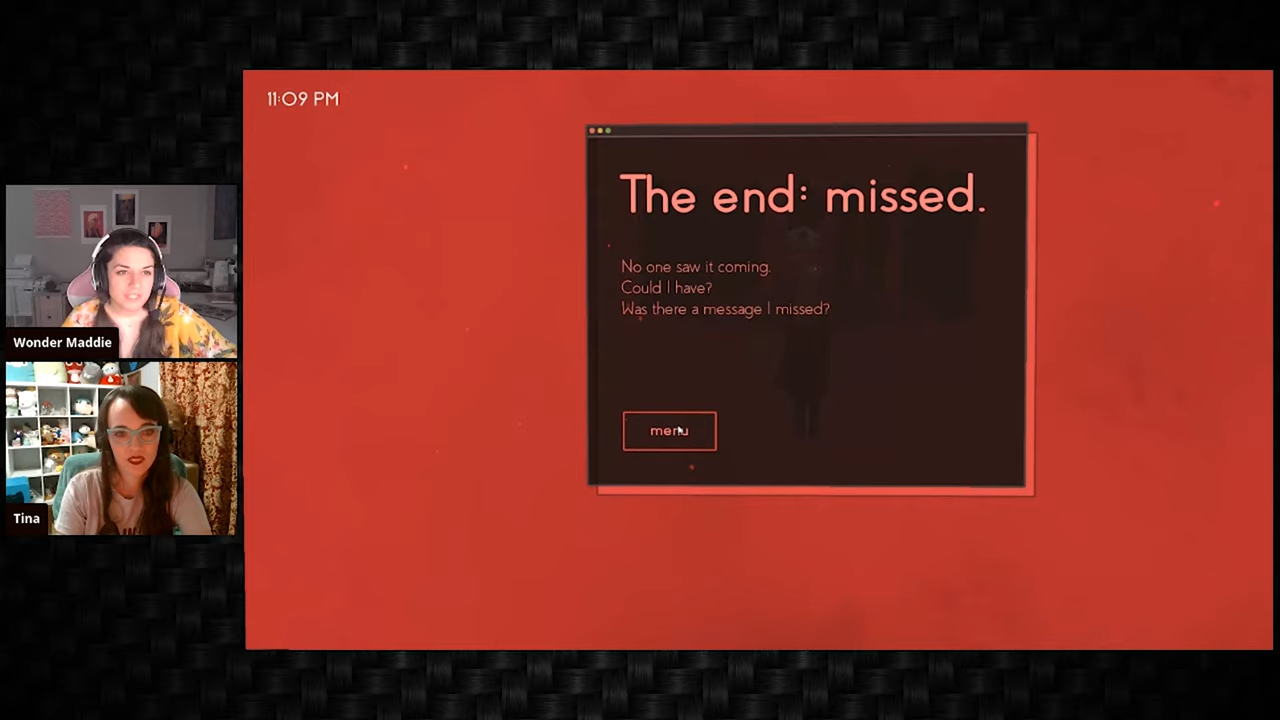 11:09 PM
The end: missed.
No one saw it coming.
Could I have?
Was there a message I missed?
menu
Wonder Maddie
Tina